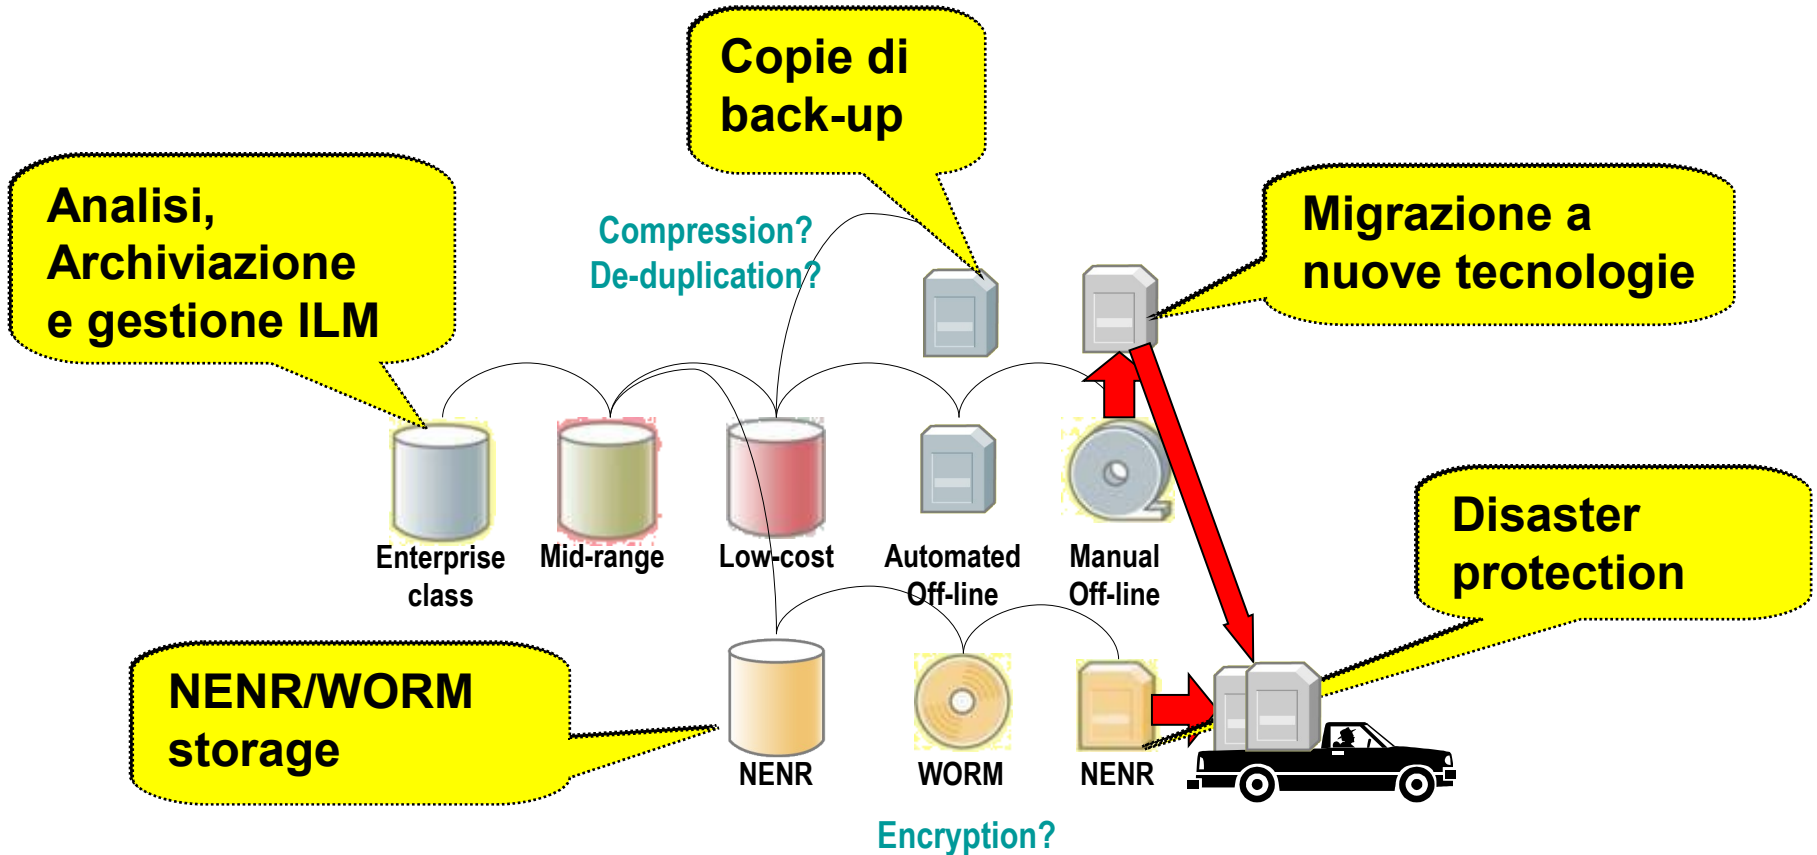 Copie di
back-up
Analisi,
Archiviazione
e gestione ILM
Compression?
De-duplication?
Migrazione a
nuove tecnologie
Enterprise
class
Mid-range
Low-cost
Automated
Off-line
Manual
Off-line
Disaster
protection
NENR/WORM
storage
NENR
WORM
NENR
Encryption?